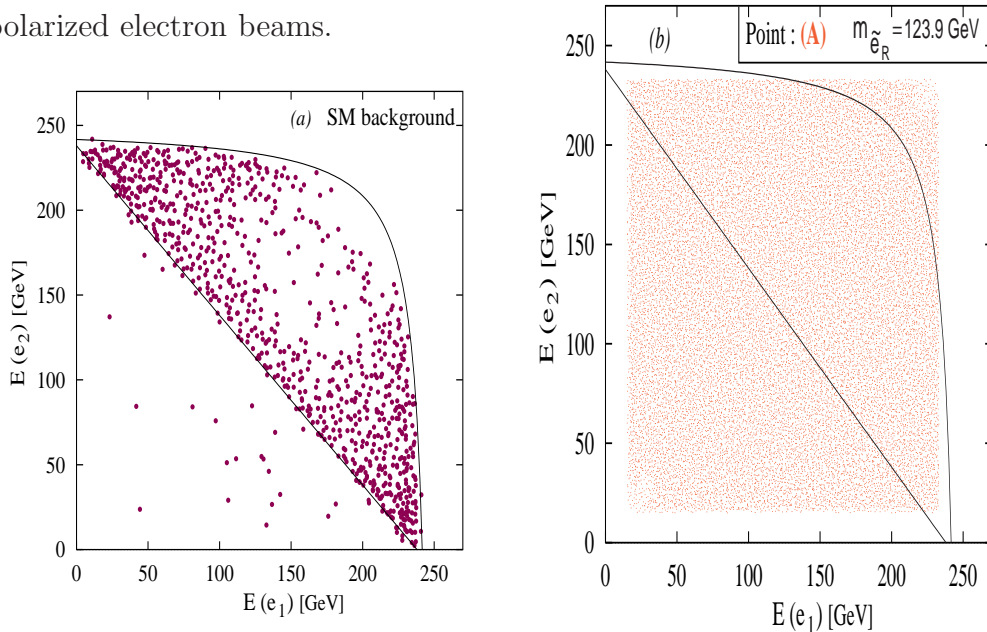 polarized electron beams.
(a) SM background
250
200
150
100
50
0
E (e2) [GeV]
0 50 100 150 200 250
E (e1) [GeV]
(b) Point : (A) mẽR = 123.9 GeV
250
200
150
100
50
0
E (e2) [GeV]
0 50 100 150 200 250
E (e1) [GeV]